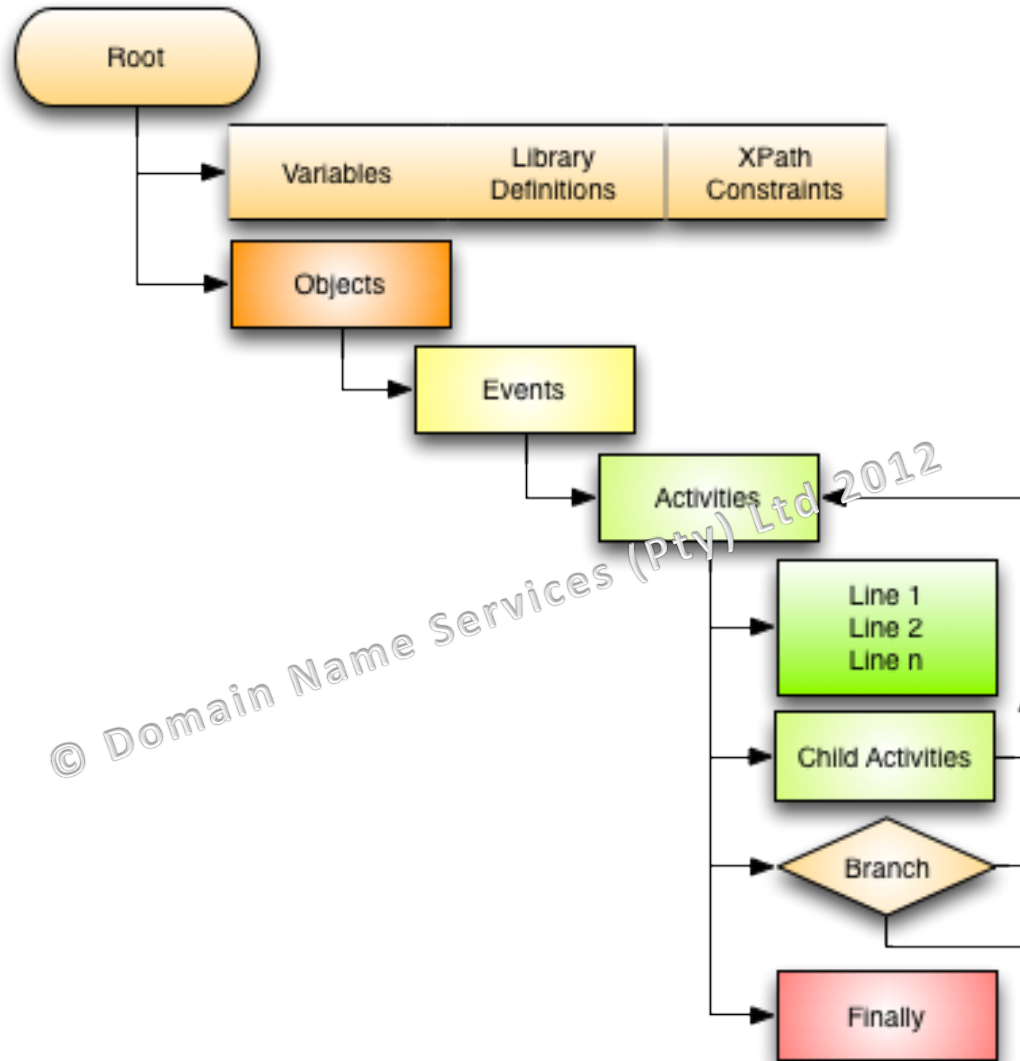 Root
Variables
Library
Definitions
XPath
Constraints
Objects
Events
Activities
Line 1
Line 2
Line n
Child Activities
Branch
Finally
© Domain Name Services (Pty) Ltd 2012